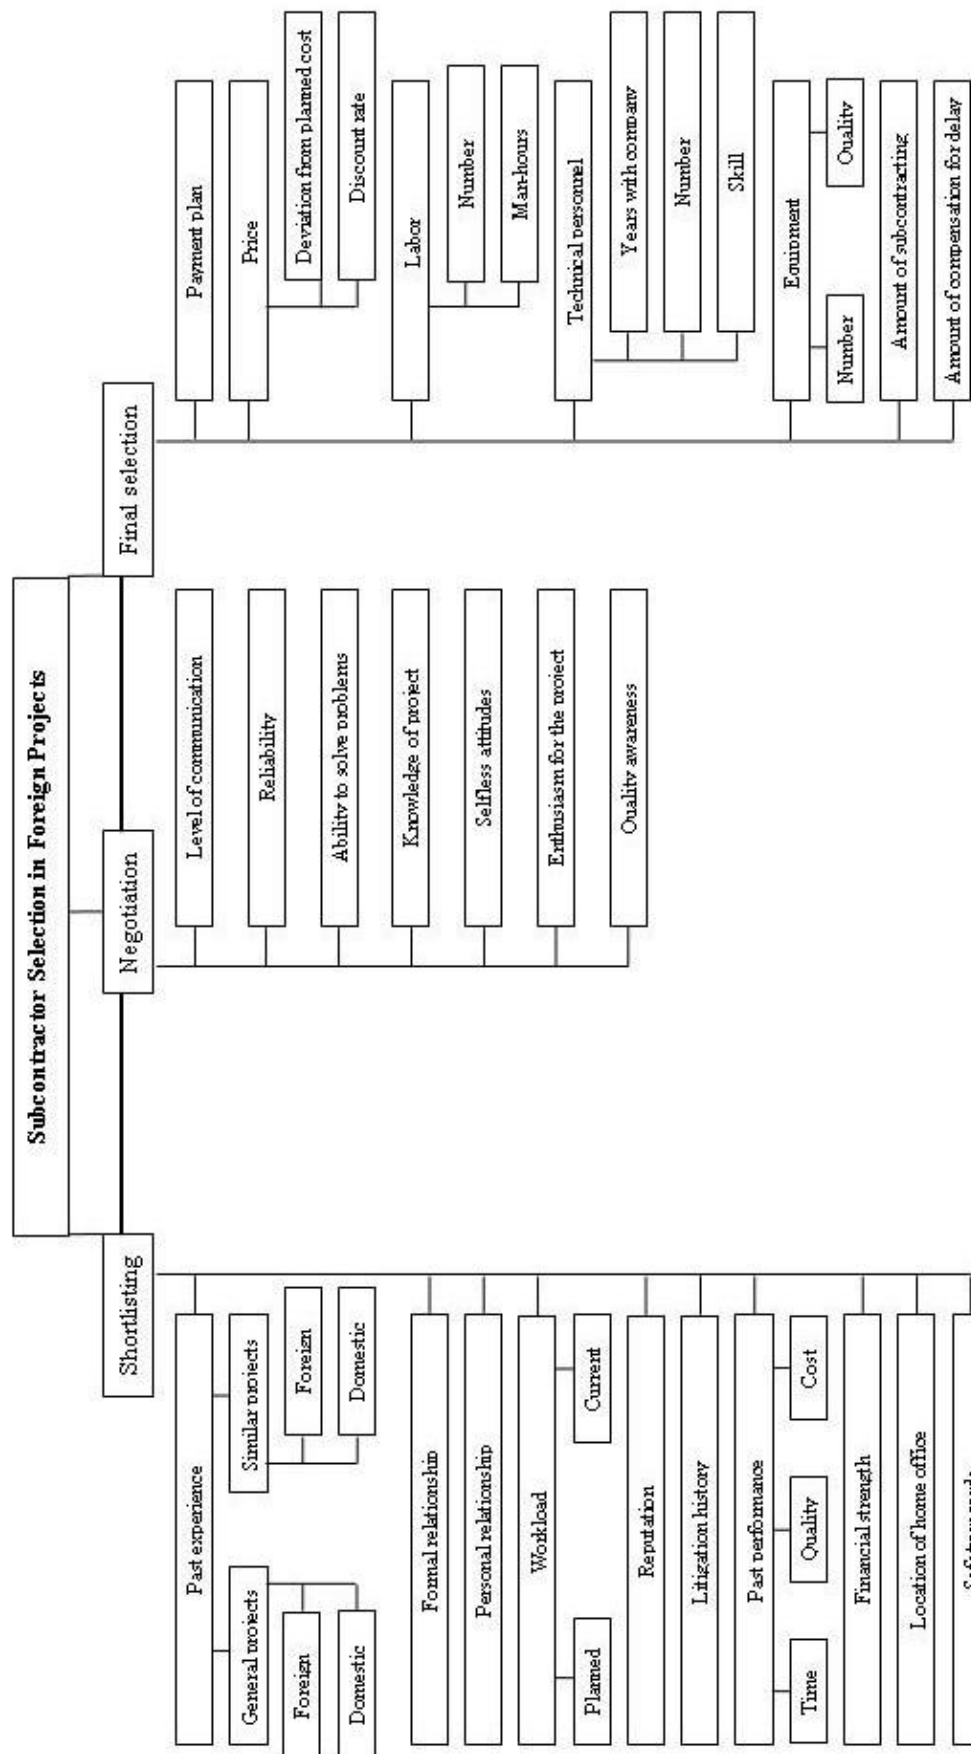 Subcontractor Selection in Foreign Projects
Shortlisting
Negotiation
Final selection
Past experience
General projects
Similar projects
Foreign
Domestic
Foreign
Domestic
Formal relationship
Personal relationship
Workload
Planned
Current
Reputation
Litigation history
Past performance
Time
Quality
Cost
Financial strength
Location of home office
Level of communication
Reliability
Ability to solve problems
Knowledge of project
Selfless attitudes
Enthusiasm for the project
Quality awareness
Payment plan
Price
Deviation from planned cost
Discount rate
Labor
Number
Man-hours
Technical personnel
Years with company
Number
Skill
Equipment
Number
Quality
Amount of subcontracting
Amount of compensation for delay